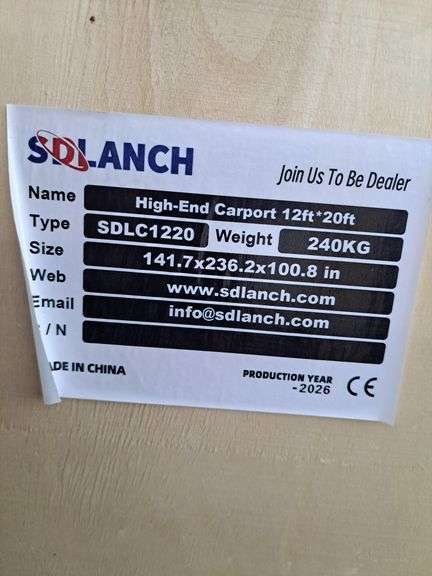 SDLANCH
Join Us To Be Dealer
Name High-End Carport 12ft*20ft
Type SDLC1220 Weight 240KG
Size 141.7x236.2x100.8 in
Web www.sdlanch.com
Email info@sdlanch.com
/ N
DE IN CHINA
PRODUCTION YEAR
-2026
CE